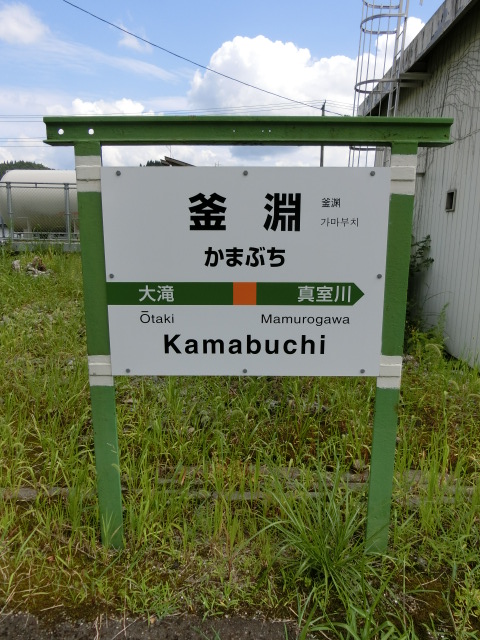 釜淵
釜渊
가마부치
かまぶち
大滝 真室川
Ōtaki Mamurogawa
Kamabuchi